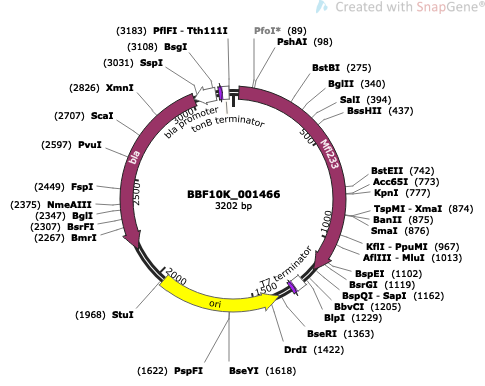 Created with SnapGene®
(3183) PflFI - Tth111I
PfoI* (89)
(3108) BsgI
PshAI (98)
(3031) SspI
BstBI (275)
(2826) XmnI
BglII (340)
SalI (394)
BssHII (437)
(2707) ScaI
(2597) PvuI
(2449) FspI
(2375) NmeAIII
(2347) BglI
(2307) BsrFI
(2267) BmrI
BstEII (742)
Acc65I (773)
KpnI (777)
TspMI - XmaI (874)
BanII (875)
SmaI (876)
KflI - PpuMI (967)
AflIII - MluI (1013)
BspEI (1102)
BsrGI (1119)
BspQI - SapI (1162)
BbvCI (1205)
BlpI (1229)
BseRI (1363)
DrdI (1422)
(1968) StuI
(1622) PspFI
BseYI (1618)
bla promoter
tonB terminator
Mfl233
bla
T7 terminator
ori
500
1000
1500
2000
2500
3000
BBF10K_001466
3202 bp